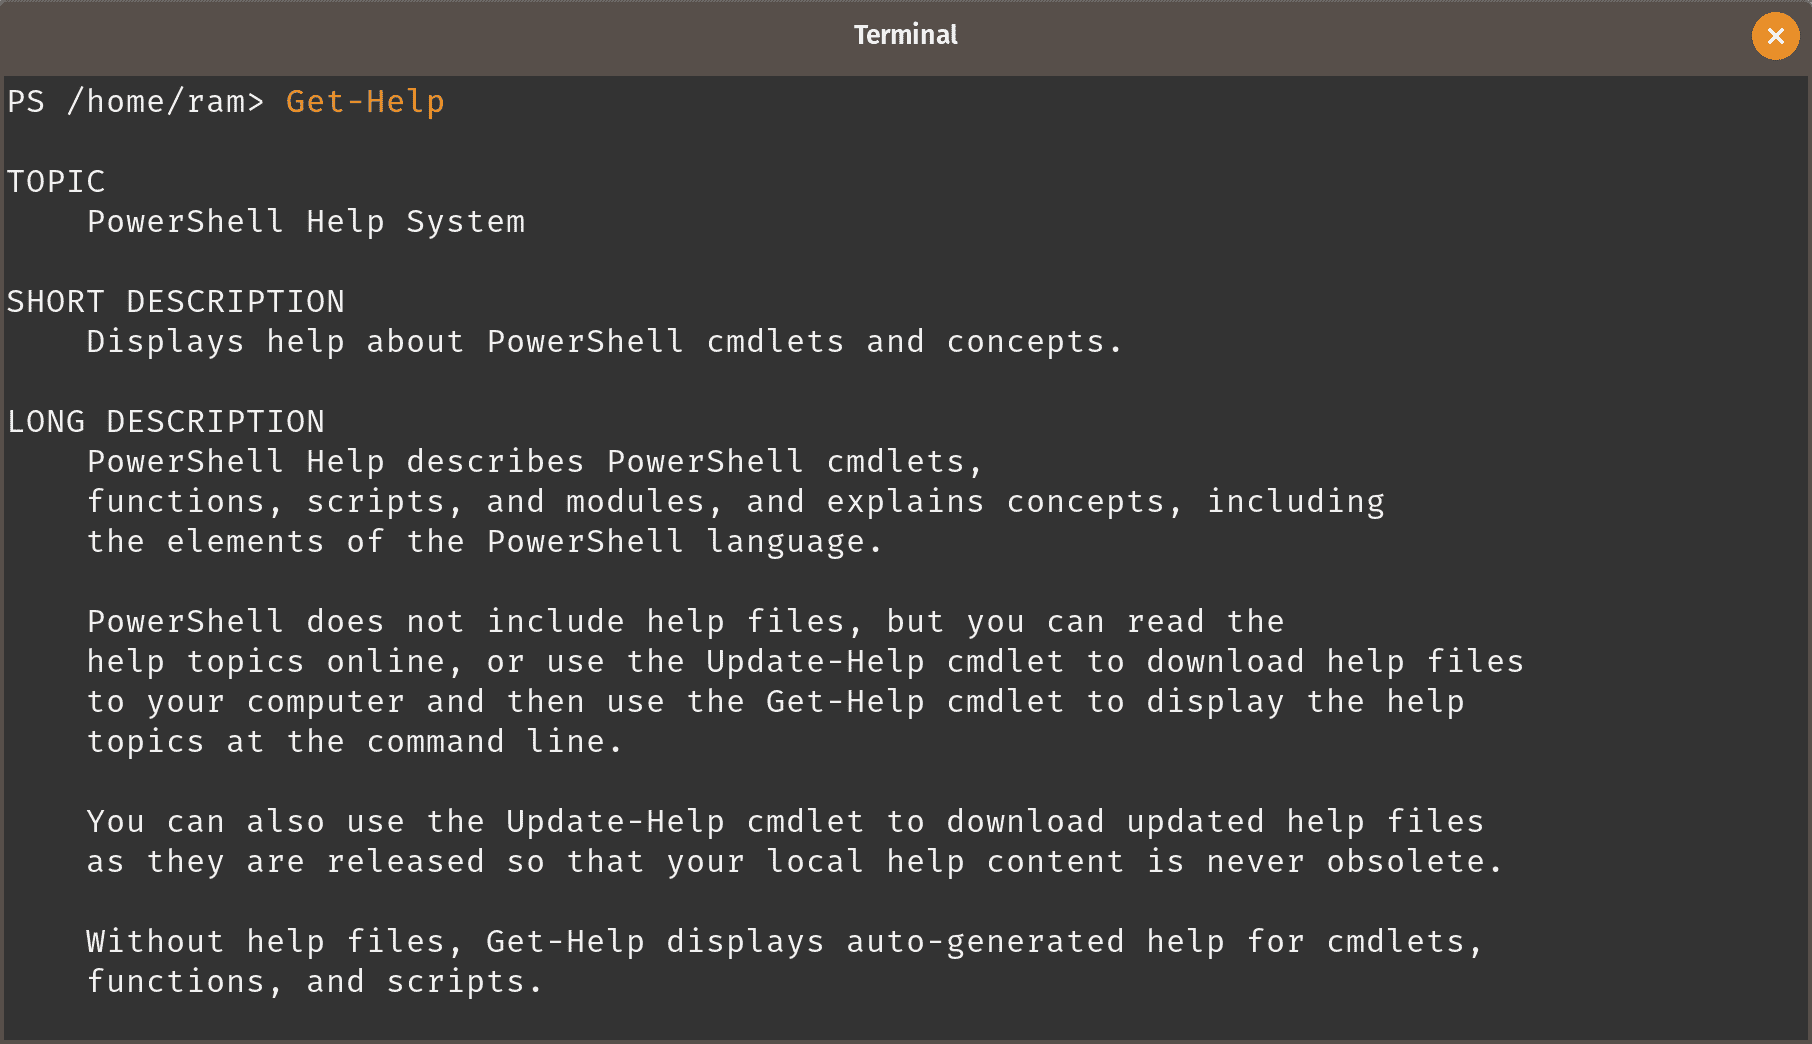 Terminal
PS /home/ram> Get-Help
TOPIC
PowerShell Help System
SHORT DESCRIPTION
Displays help about PowerShell cmdlets and concepts.
LONG DESCRIPTION
PowerShell Help describes PowerShell cmdlets,
functions, scripts, and modules, and explains concepts, including
the elements of the PowerShell language.
PowerShell does not include help files, but you can read the
help topics online, or use the Update-Help cmdlet to download help files
to your computer and then use the Get-Help cmdlet to display the help
topics at the command line.
You can also use the Update-Help cmdlet to download updated help files
as they are released so that your local help content is never obsolete.
Without help files, Get-Help displays auto-generated help for cmdlets,
functions, and scripts.